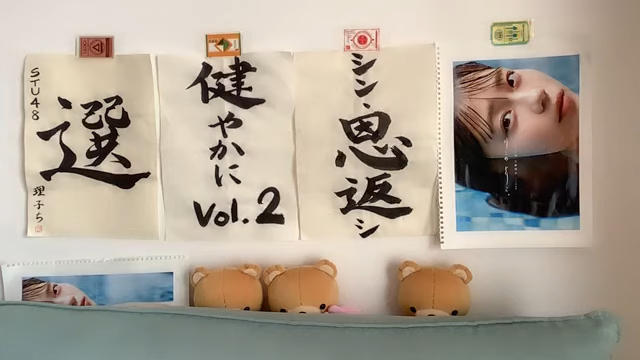 STU48
選
理子ち
健
やかに
Vol.2
シン・
恩
返
シ